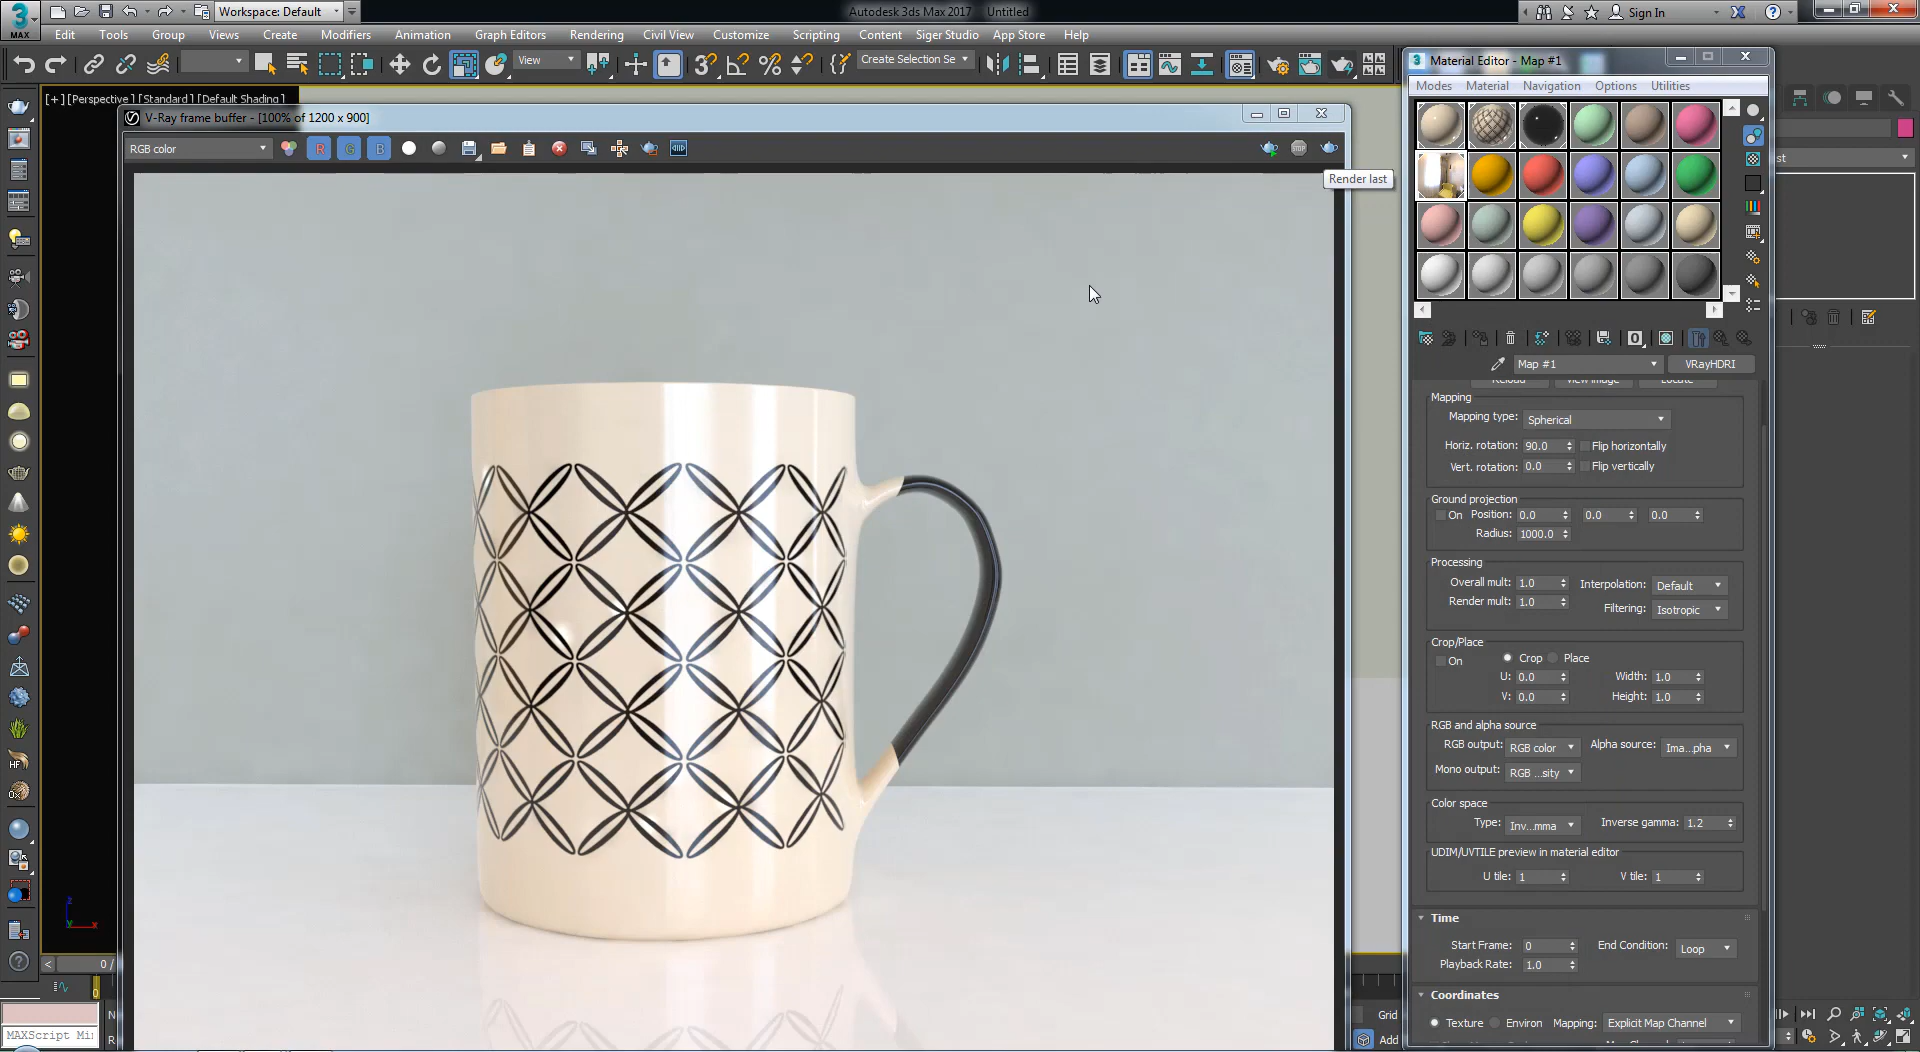 Workspace: Default
Autodesk 3ds Max 2017 Untitled
Sign In
MAX
Edit Tools Group Views Create Modifiers Animation Graph Editors Rendering Civil View Customize Scripting Content Siger Studio App Store Help
View
Create Selection Se
[+] [Perspective] [Standard] [Default Shading]
V-Ray frame buffer - [100% of 1200 x 900]
RGB color
R G B
Render last
Material Editor - Map #1
Modes Material Navigation Options Utilities
Map #1 VRayHDRI
Reload View Image Locate
Mapping
Mapping type: Spherical
Horiz. rotation: 90.0 Flip horizontally
Vert. rotation: 0.0 Flip vertically
Ground projection
On Position: 0.0 0.0 0.0
Radius: 1000.0
Processing
Overall mult: 1.0 Interpolation: Default
Render mult: 1.0 Filtering: Isotropic
Crop/Place
On Crop Place
U: 0.0 Width: 1.0
V: 0.0 Height: 1.0
RGB and alpha source
RGB output: RGB color Alpha source: Ima...pha
Mono output: RGB ...sity
Color space
Type: Inv...mma Inverse gamma: 1.2
UDIM/UVTILE preview in material editor
U tile: 1 V tile: 1
Time
Start Frame: 0 End Condition: Loop
Playback Rate: 1.0
Coordinates
Texture Environ Mapping: Explicit Map Channel
st
HF
z
x
y
0 /
0
N
R
MAXScript Mi
Grid
Add